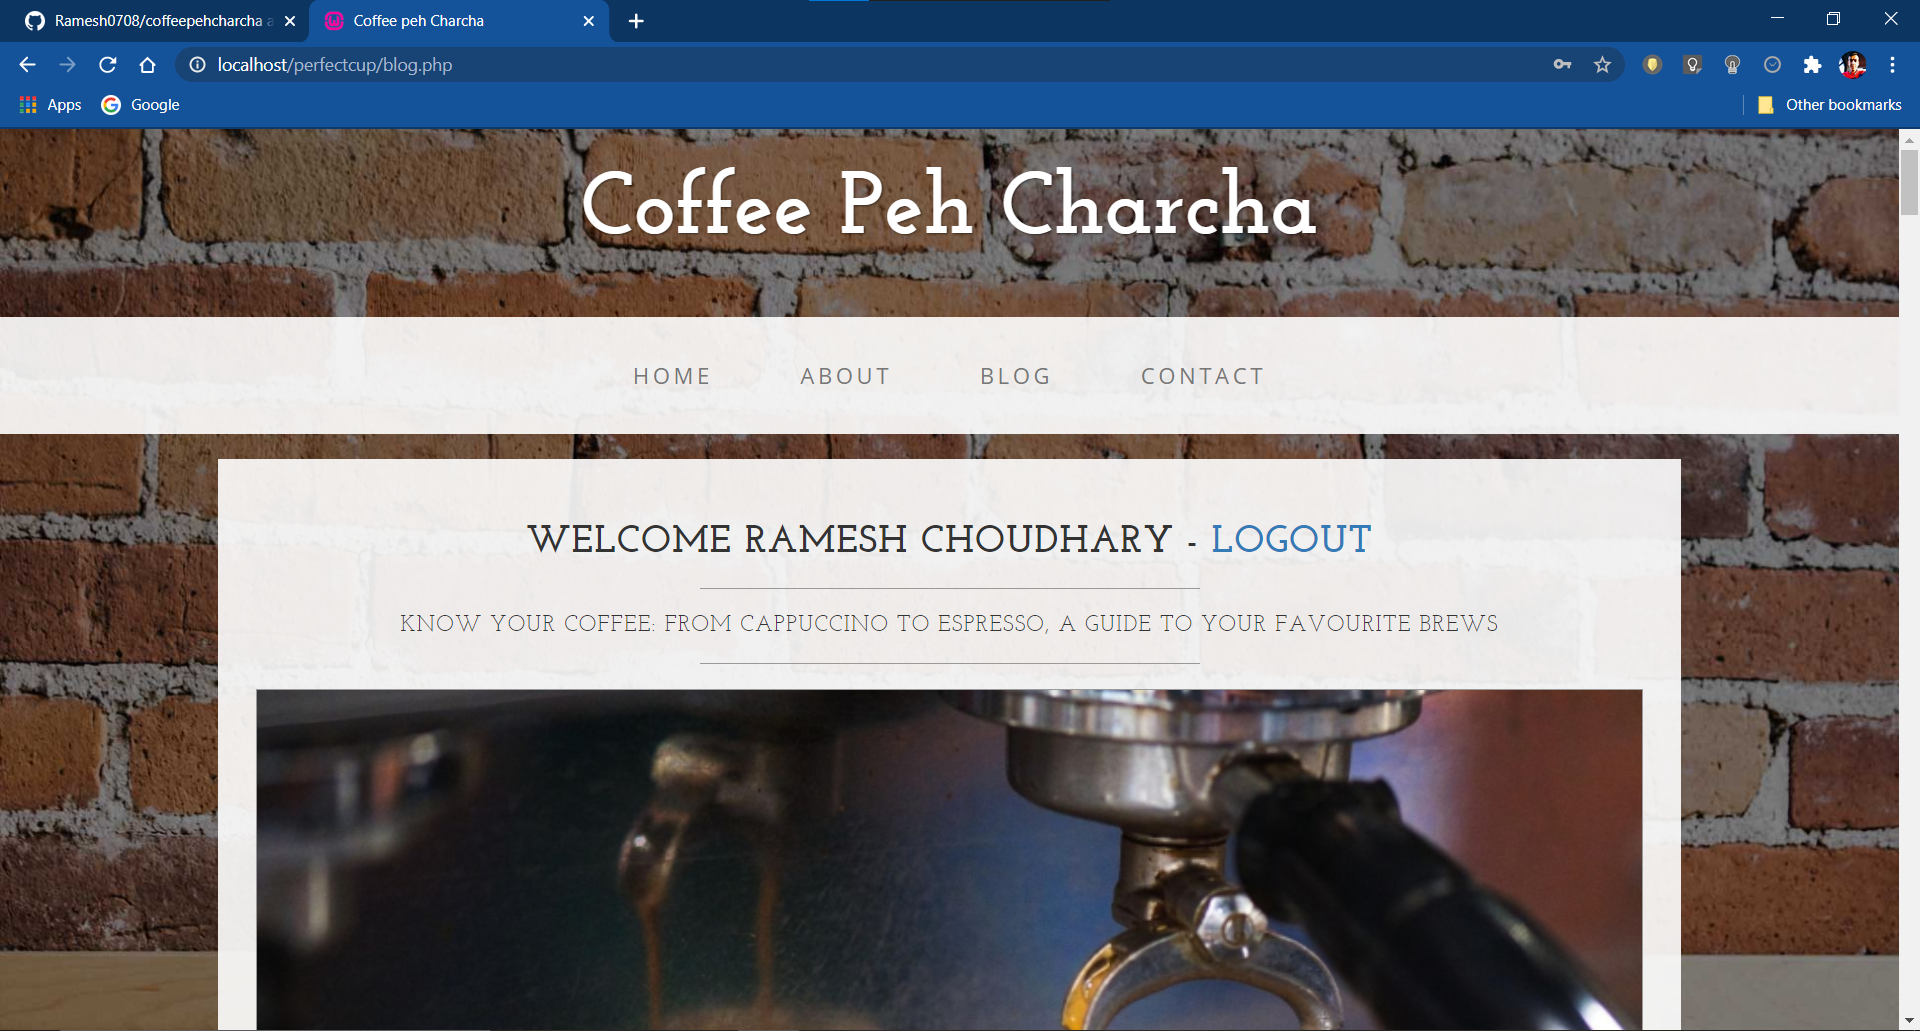 Ramesh0708/coffeepehcharcha a
Coffee peh Charcha
localhost/perfectcup/blog.php
Apps
Google
Other bookmarks
Coffee Peh Charcha
HOME
ABOUT
BLOG
CONTACT
WELCOME RAMESH CHOUDHARY - LOGOUT
KNOW YOUR COFFEE: FROM CAPPUCCINO TO ESPRESSO, A GUIDE TO YOUR FAVOURITE BREWS